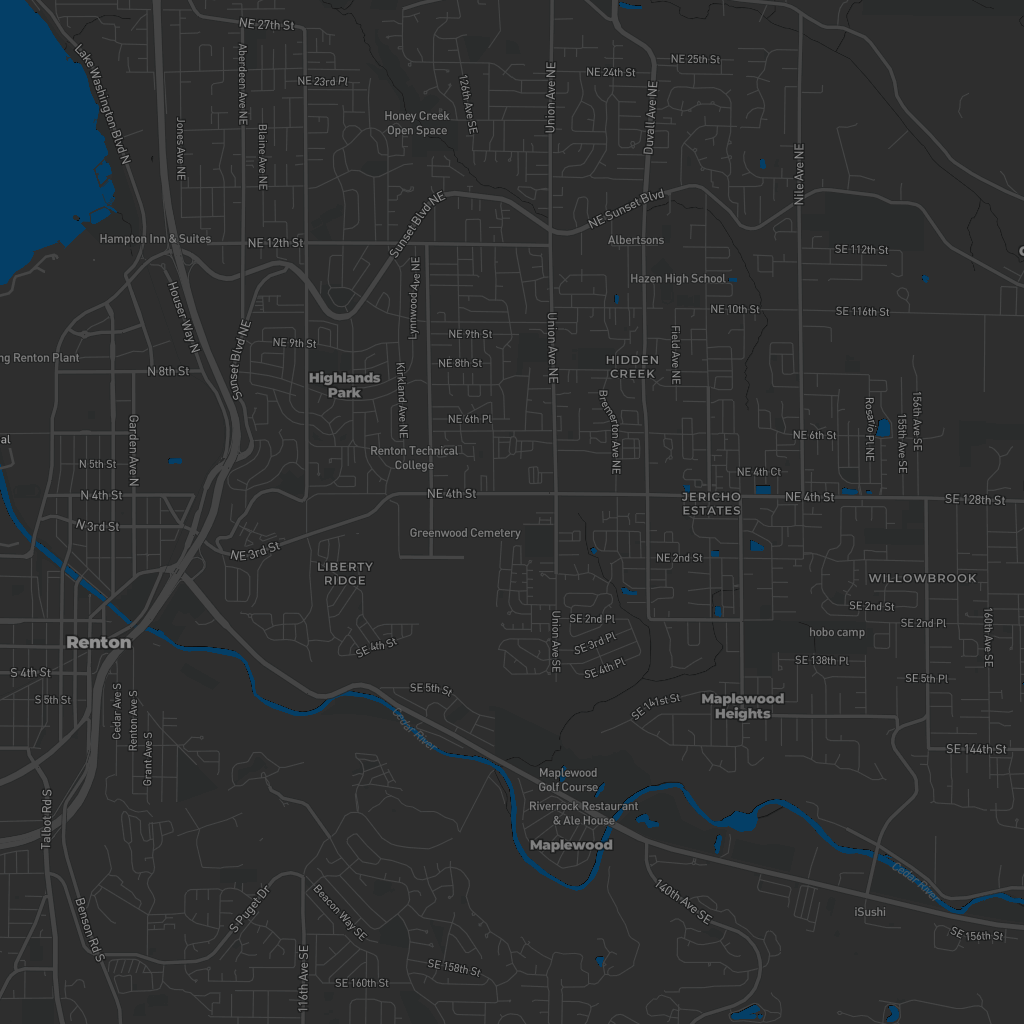 NE 27th St
Lake Washington Blvd N
Aberdeen Ave NE
NE 23rd Pl
126th Ave SE
Union Ave NE
NE 24th St
NE 25th St
Duvall Ave NE
Honey Creek
Open Space
Jones Ave NE
Blaine Ave NE
Nile Ave NE
Sunset Blvd NE
NE Sunset Blvd
Hampton Inn & Suites
NE 12th St
Albertsons
SE 112th St
Lynnwood Ave NE
Hazen High School
Houser Way N
NE 10th St
SE 116th St
Sunset Blvd NE
NE 9th St
NE 9th St
Union Ave NE
Field Ave NE
ng Renton Plant
NE 8th St
HIDDEN
CREEK
N 8th St
Highlands
Park
Kirkland Ave NE
Bremerton Ave NE
156th Ave SE
155th Ave SE
Rosario Pl NE
NE 6th Pl
Garden Ave N
NE 6th St
al
Renton Technical
College
N 5th St
NE 4th Ct
N 4th St
NE 4th St
JERICHO
ESTATES
NE 4th St
SE 128th St
N 3rd St
Greenwood Cemetery
NE 3rd St
NE 2nd St
LIBERTY
RIDGE
WILLOWBROOK
SE 2nd St
SE 2nd Pl
SE 2nd Pl
Union Ave SE
160th Ave SE
hobo camp
Renton
SE 4th St
SE 3rd Pl
SE 138th Pl
S 4th St
SE 4th Pl
SE 5th Pl
SE 5th St
S 5th St
Cedar Ave S
Renton Ave S
SE 141st St
Maplewood
Heights
Cedar River
Grant Ave S
SE 144th St
Maplewood
Golf Course
Talbot Rd S
Riverrock Restaurant
& Ale House
Maplewood
Cedar River
140th Ave SE
S Puget Dr
Beacon Way SE
iSushi
Benson Rd S
SE 156th St
SE 158th St
116th Ave SE
SE 160th St